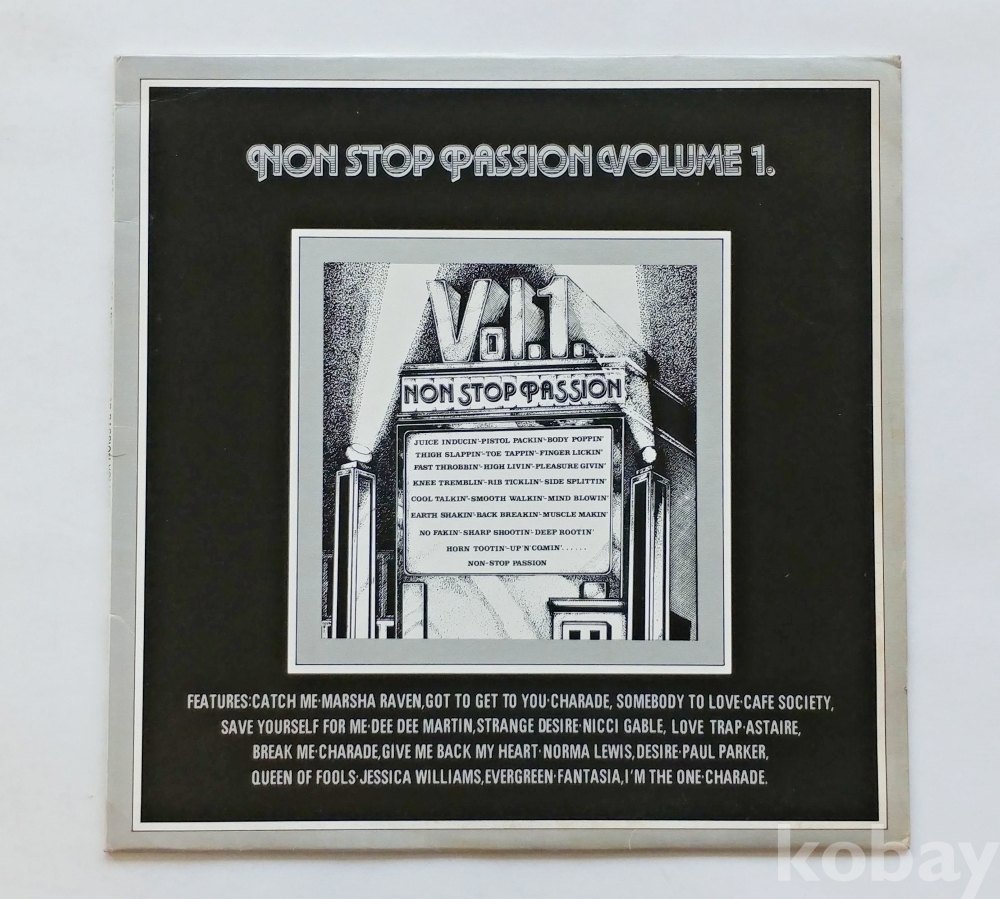 NON STOP PASSION VOLUME 1.
Vol.1.
NON STOP PASSION
JUICE INDUCIN'-PISTOL PACKIN'-BODY POPPIN'
THIGH SLAPPIN'-TOE TAPPIN'-FINGER LICKIN'
FAST THROBBIN'-HIGH LIVIN'-PLEASURE GIVIN'
KNEE TREMBLIN'-RIB TICKLIN'-SIDE SPLITTIN'
COOL TALKIN'-SMOOTH WALKIN'-MIND BLOWIN'
EARTH SHAKIN'-BACK BREAKIN'-MUSCLE MAKIN'
NO FAKIN'-SHARP SHOOTIN'-DEEP ROOTIN'
HORN TOOTIN'-UP'N'COMIN'......
NON-STOP PASSION
FEATURES:CATCH ME·MARSHA RAVEN,GOT TO GET TO YOU·CHARADE, SOMEBODY TO LOVE·CAFE SOCIETY,
SAVE YOURSELF FOR ME·DEE DEE MARTIN,STRANGE DESIRE·NICCI GABLE, LOVE TRAP·ASTAIRE,
BREAK ME·CHARADE,GIVE ME BACK MY HEART·NORMA LEWIS,DESIRE·PAUL PARKER,
QUEEN OF FOOLS·JESSICA WILLIAMS,EVERGREEN·FANTASIA,I'M THE ONE·CHARADE.
kobay